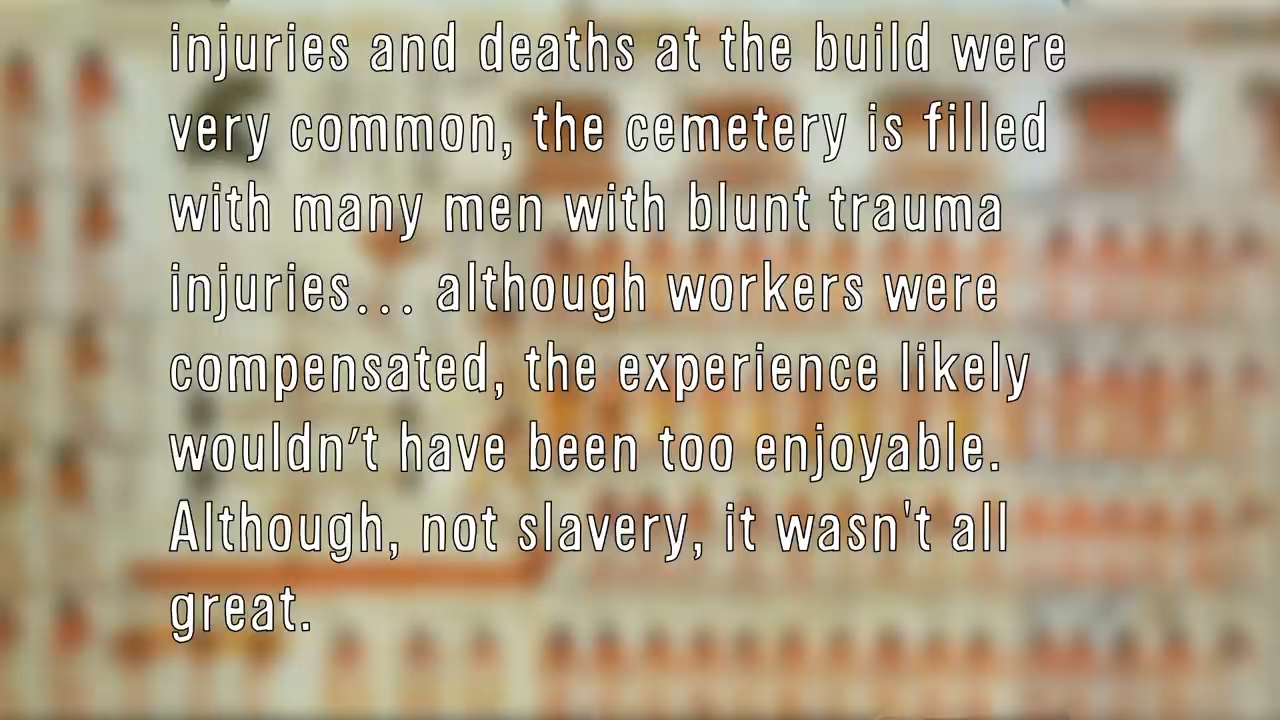 injuries and deaths at the build were
very common, the cemetery is filled
with many men with blunt trauma
injuries... although workers were
compensated, the experience likely
wouldn’t have been too enjoyable.
Although, not slavery, it wasn't all
great.